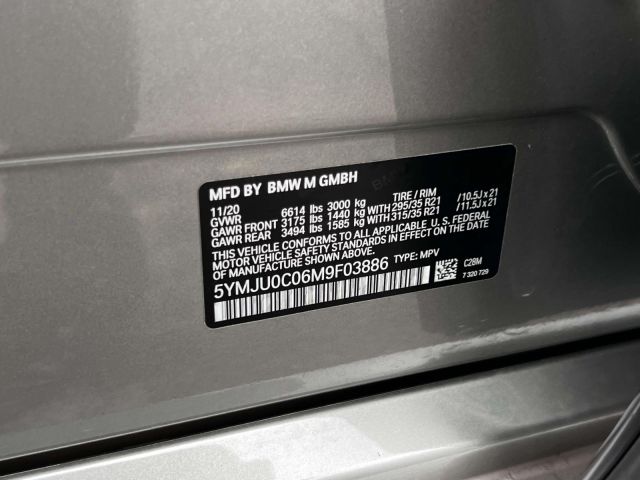 MFD BY BMW M GMBH
11/20 TIRE / RIM
GVWR 6614 lbs 3000 kg
GAWR FRONT 3175 lbs 1440 kg WITH 295/35 R21 /10.5J x 21
GAWR REAR 3494 lbs 1585 kg WITH 315/35 R21 /11.5J x 21
THIS VEHICLE CONFORMS TO ALL APPLICABLE U.S. FEDERAL
MOTOR VEHICLE SAFETY STANDARDS IN EFFECT ON THE DATE
OF MANUFACTURE SHOWN ABOVE.
5YMJU0C06M9F03886 TYPE: MPV
C28M
7 320 729